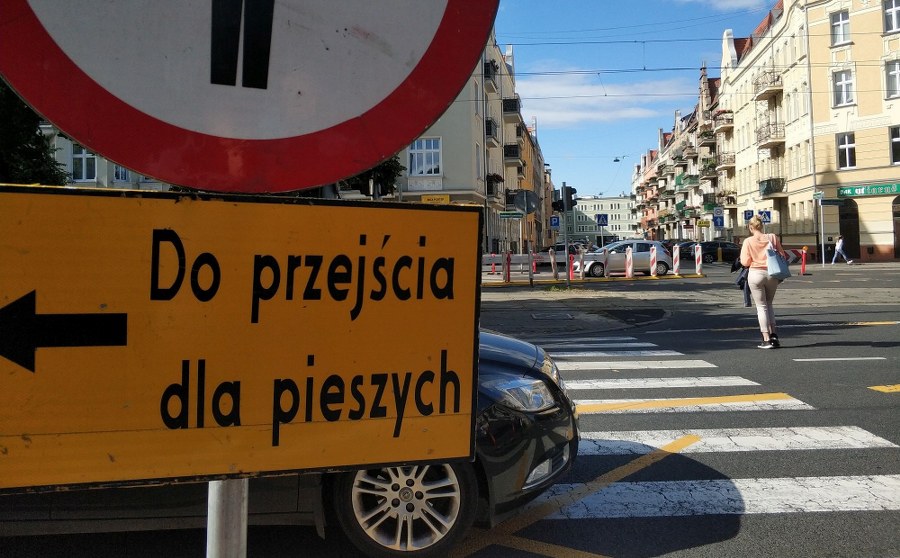 Do przejścia
dla pieszych